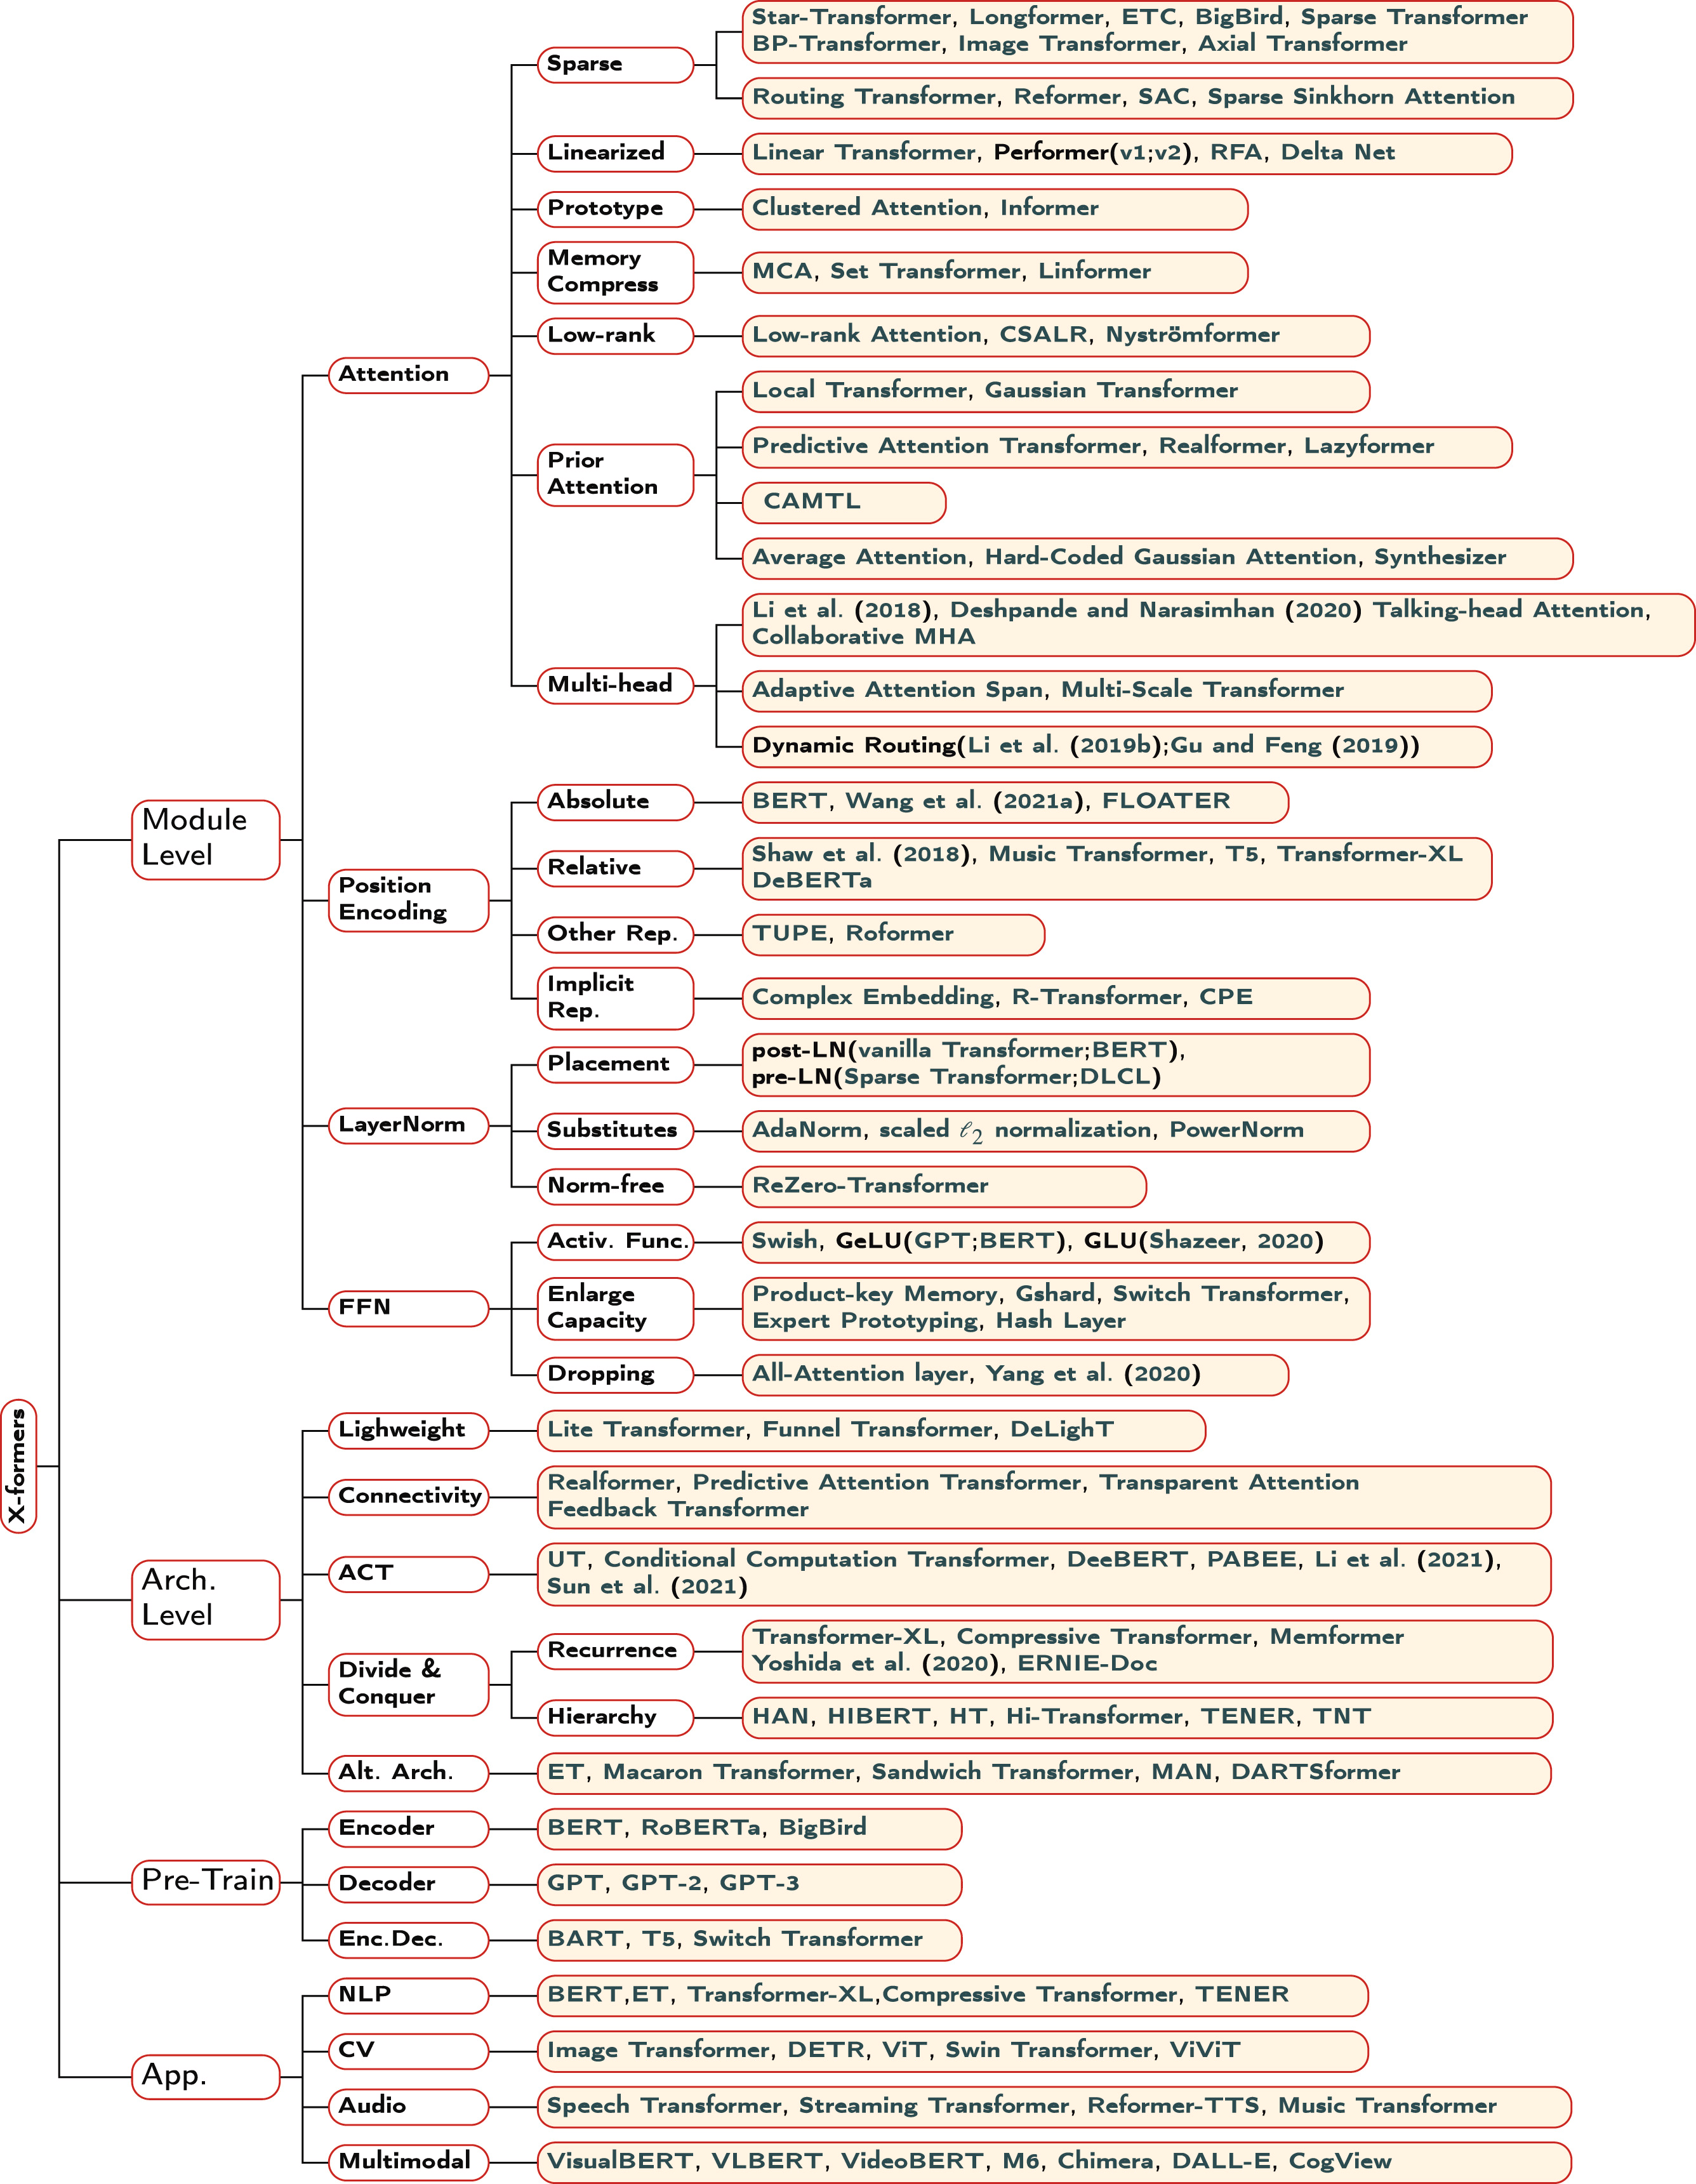 X-formers
Module
Level
Attention
Sparse
Star-Transformer, Longformer, ETC, BigBird, Sparse Transformer
BP-Transformer, Image Transformer, Axial Transformer
Routing Transformer, Reformer, SAC, Sparse Sinkhorn Attention
Linearized
Linear Transformer, Performer(v1;v2), RFA, Delta Net
Prototype
Clustered Attention, Informer
Memory
Compress
MCA, Set Transformer, Linformer
Low-rank
Low-rank Attention, CSALR, Nyströmformer
Prior
Attention
Local Transformer, Gaussian Transformer
Predictive Attention Transformer, Realformer, Lazyformer
CAMTL
Average Attention, Hard-Coded Gaussian Attention, Synthesizer
Multi-head
Li et al. (2018), Deshpande and Narasimhan (2020) Talking-head Attention,
Collaborative MHA
Adaptive Attention Span, Multi-Scale Transformer
Dynamic Routing(Li et al. (2019b);Gu and Feng (2019))
Position
Encoding
Absolute
BERT, Wang et al. (2021a), FLOATER
Relative
Shaw et al. (2018), Music Transformer, T5, Transformer-XL
DeBERTa
Other Rep.
TUPE, Roformer
Implicit
Rep.
Complex Embedding, R-Transformer, CPE
LayerNorm
Placement
post-LN(vanilla Transformer;BERT),
pre-LN(Sparse Transformer;DLCL)
Substitutes
AdaNorm, scaled ℓ2 normalization, PowerNorm
Norm-free
ReZero-Transformer
FFN
Activ. Func.
Swish, GeLU(GPT;BERT), GLU(Shazeer, 2020)
Enlarge
Capacity
Product-key Memory, Gshard, Switch Transformer,
Expert Prototyping, Hash Layer
Dropping
All-Attention layer, Yang et al. (2020)
Arch.
Level
Lighweight
Lite Transformer, Funnel Transformer, DeLighT
Connectivity
Realformer, Predictive Attention Transformer, Transparent Attention
Feedback Transformer
ACT
UT, Conditional Computation Transformer, DeeBERT, PABEE, Li et al. (2021),
Sun et al. (2021)
Divide &
Conquer
Recurrence
Transformer-XL, Compressive Transformer, Memformer
Yoshida et al. (2020), ERNIE-Doc
Hierarchy
HAN, HIBERT, HT, Hi-Transformer, TENER, TNT
Alt. Arch.
ET, Macaron Transformer, Sandwich Transformer, MAN, DARTSformer
Pre-Train
Encoder
BERT, RoBERTa, BigBird
Decoder
GPT, GPT-2, GPT-3
Enc.Dec.
BART, T5, Switch Transformer
App.
NLP
BERT,ET, Transformer-XL,Compressive Transformer, TENER
CV
Image Transformer, DETR, ViT, Swin Transformer, ViViT
Audio
Speech Transformer, Streaming Transformer, Reformer-TTS, Music Transformer
Multimodal
VisualBERT, VLBERT, VideoBERT, M6, Chimera, DALL-E, CogView